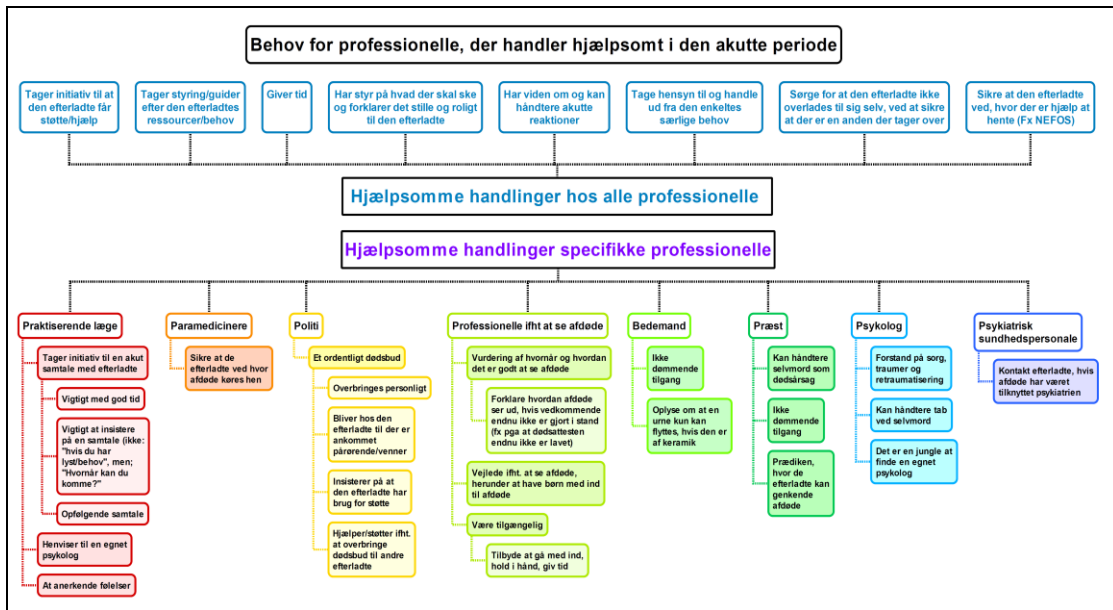 Behov for professionelle, der handler hjælpsomt i den akutte periode
Tager initiativ til at
den efterladte får
støtte/hjælp
Tager styring/guider
efter den efterladtes
ressourcer/behov
Giver tid
Har styr på hvad der skal ske
og forklarer det stille og roligt
til den efterladte
Har viden om og kan
håndtere akutte
reaktioner
Tage hensyn til og handle
ud fra den enkeltes
særlige behov
Sørge for at den efterladte ikke
overlades til sig selv, ved at sikre
at der er en anden der tager over
Sikre at den efterladte
ved, hvor der er hjælp at
hente (Fx NEFOS)
Hjælpsomme handlinger hos alle professionelle
Hjælpsomme handlinger specifikke professionelle
Praktiserende læge
Tager initiativ til en akut
samtale med efterladte
Vigtigt med god tid
Vigtigt at insistere
på en samtale (ikke:
"hvis du har
lyst/behov", men;
"Hvornår kan du
komme?"
Opfølgende samtale
Henviser til en egnet
psykolog
At anerkende følelser
Paramedicinere
Sikre at de
efterladte ved hvor
afdøde køres hen
Politi
Et ordentligt dødsbud
Overbringes personligt
Bliver hos den
efterladte til der er
ankommet
pårørende/venner
Insisterer på at
den efterladte har
brug for støtte
Hjælper/støtter ifht.
at overbringe
dødsbud til andre
efterladte
Professionelle ifht at se afdøde
Vurdering af hvornår og hvordan
det er godt at se afdøde
Forklare hvordan afdøde
ser ud, hvis vedkommende
endnu ikke er gjort i stand
(fx pga at dødsattesten
endnu ikke er lavet)
Vejlede ifht. at se afdøde,
herunder at have børn med ind
til afdøde
Være tilgængelig
Tilbyde at gå med ind,
hold i hånd, giv tid
Bedemand
Ikke
dømmende
tilgang
Oplyse om at en
urne kun kan
flyttes, hvis den er
af keramik
Præst
Kan håndtere
selvmord som
dødsårsag
Ikke
dømmende
tilgang
Prædiken,
hvor de
efterladte kan
genkende
afdøde
Psykolog
Forstand på sorg,
traumer og
retraumatisering
Kan håndtere tab
ved selvmord
Det er en jungle at
finde en egnet
psykolog
Psykiatrisk
sundhedspersonale
Kontakt efterladte, hvis
afdøde har været
tilknyttet psykiatrien